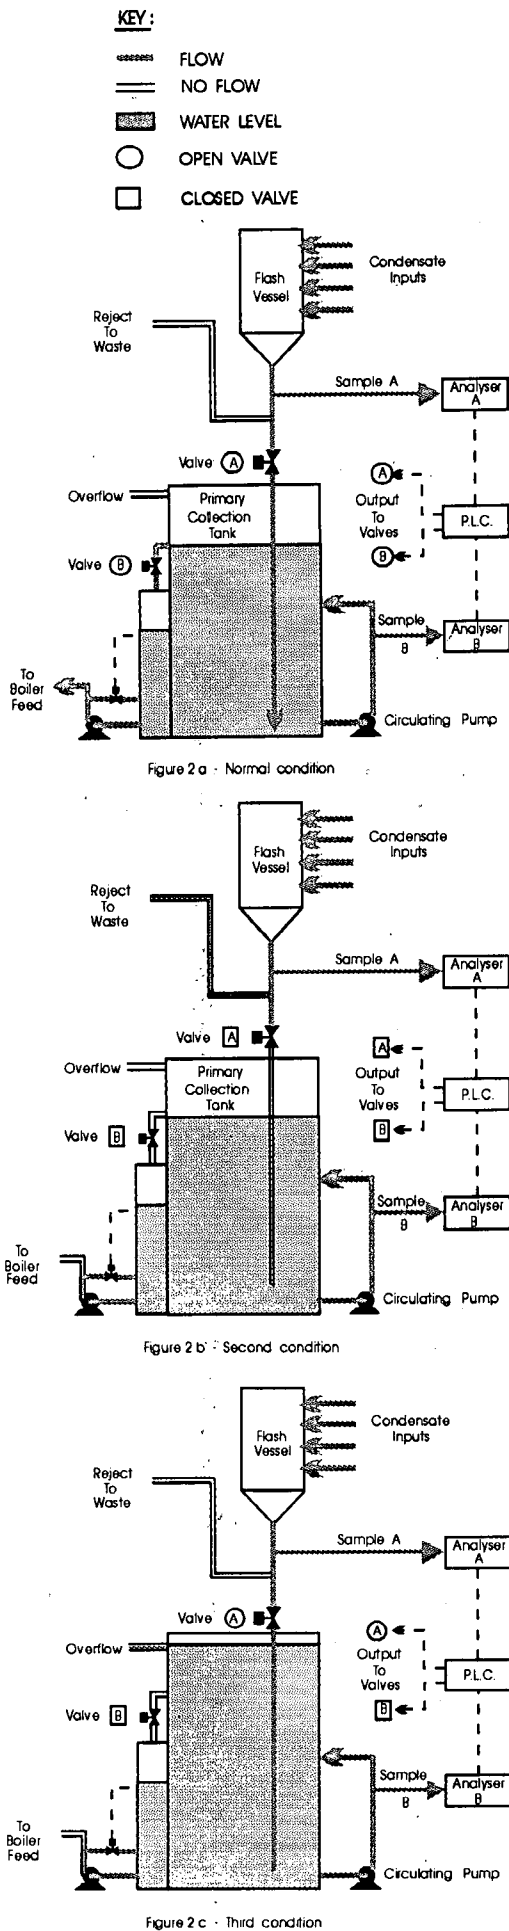 KEY:
FLOW
NO FLOW
WATER LEVEL
OPEN VALVE
CLOSED VALVE
Flash
Vessel
Condensate
Inputs
Reject
To
Waste
Sample A
Analyser
A
Valve A
A
Overflow
Primary
Collection
Tank
Output
To
Valves
P.L.C.
Valve B
B
Sample
B
Analyser
B
To
Boiler
Feed
Circulating Pump
Figure 2a - Normal condition
Flash
Vessel
Condensate
Inputs
Reject
To
Waste
Sample A
Analyser
A
Valve A
A
Overflow
Primary
Collection
Tank
Output
To
Valves
P.L.C.
Valve B
B
Sample
B
Analyser
B
To
Boiler
Feed
Circulating Pump
Figure 2b - Second condition
Flash
Vessel
Condensate
Inputs
Reject
To
Waste
Sample A
Analyser
A
Valve A
A
Overflow
Output
To
Valves
P.L.C.
Valve B
B
Sample
B
Analyser
B
To
Boiler
Feed
Circulating Pump
Figure 2c - Third condition